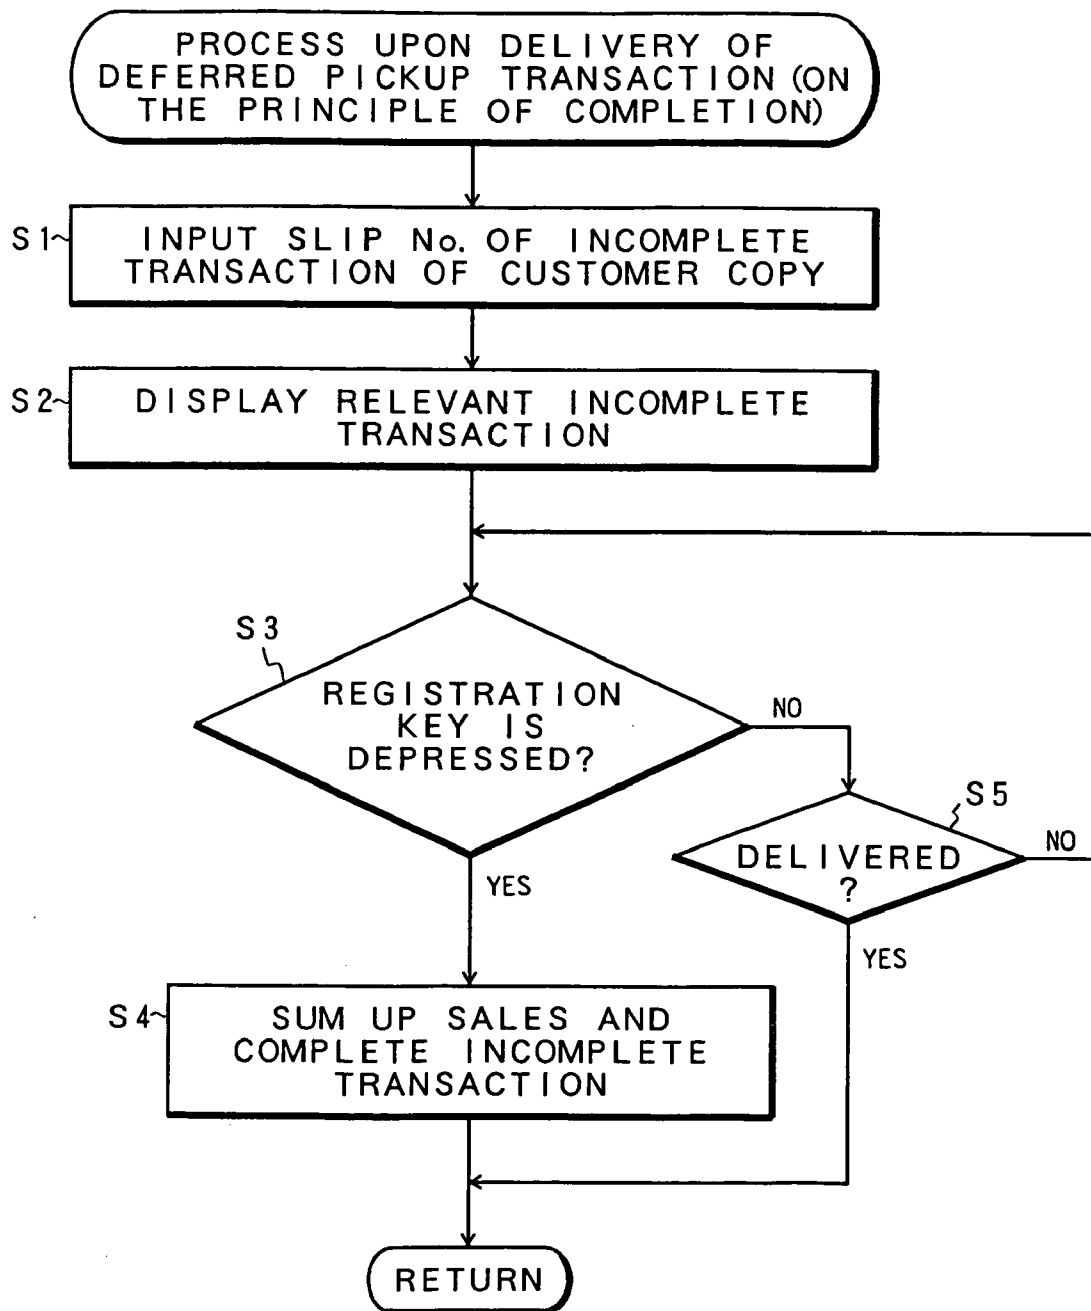 PROCESS UPON DELIVERY OF
DEFERRED PICKUP TRANSACTION (ON
THE PRINCIPLE OF COMPLETION)
S1
INPUT SLIP No. OF INCOMPLETE
TRANSACTION OF CUSTOMER COPY
S2
DISPLAY RELEVANT INCOMPLETE
TRANSACTION
S3
REGISTRATION
KEY IS
DEPRESSED?
NO
S5
DELIVERED
?
NO
YES
YES
S4
SUM UP SALES AND
COMPLETE INCOMPLETE
TRANSACTION
RETURN